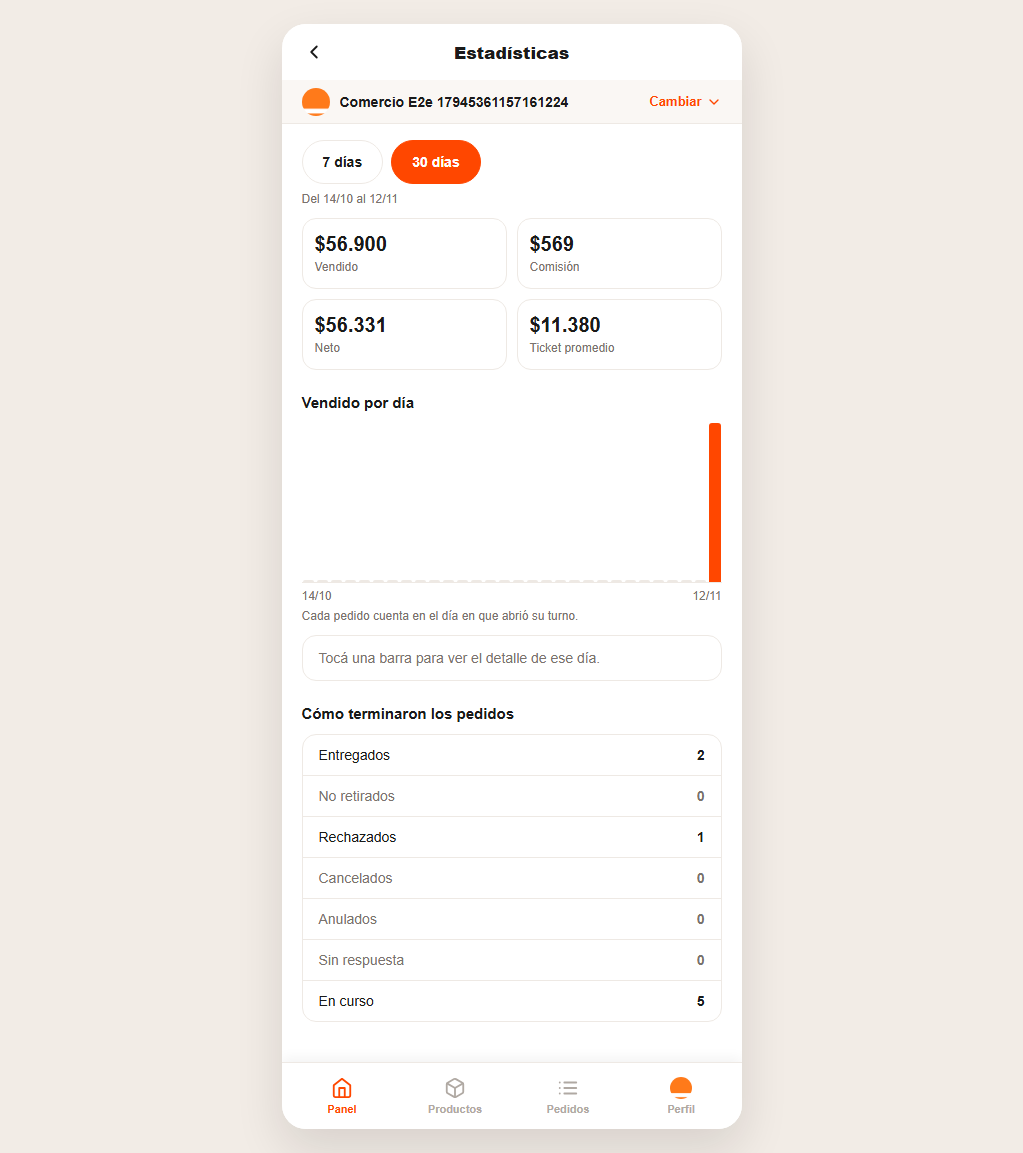 Estadísticas
Comercio E2e 17945361157161224
Cambiar
7 días
30 días
Del 14/10 al 12/11
$56.900
Vendido
$569
Comisión
$56.331
Neto
$11.380
Ticket promedio
Vendido por día
14/10
12/11
Cada pedido cuenta en el día en que abrió su turno.
Tocá una barra para ver el detalle de ese día.
Cómo terminaron los pedidos
Entregados 2
No retirados 0
Rechazados 1
Cancelados 0
Anulados 0
Sin respuesta 0
En curso 5
Panel
Productos
Pedidos
Perfil